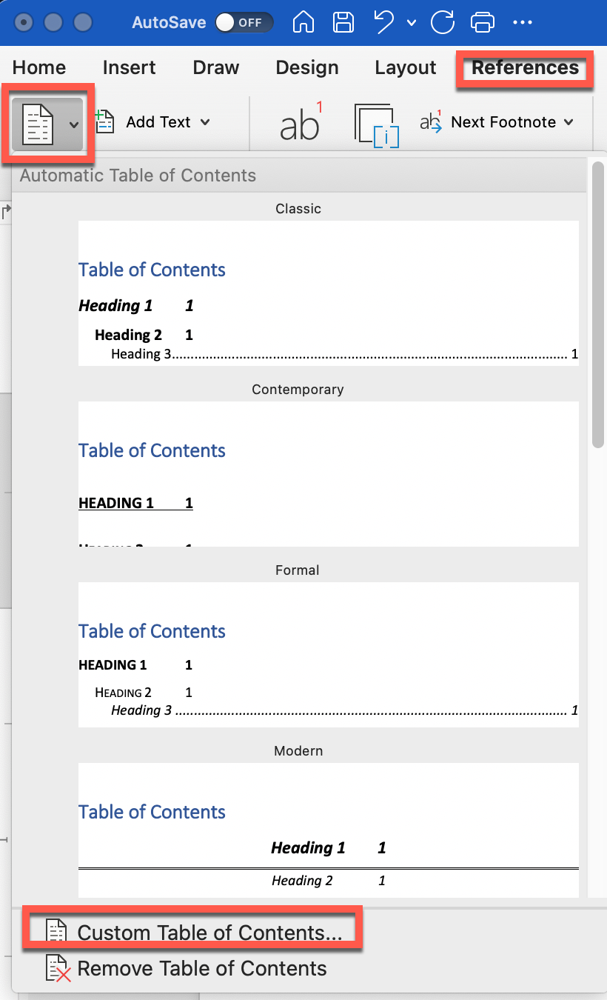 AutoSave OFF
Home Insert Draw Design Layout References
Add Text ab1 [i] ab1 Next Footnote
Automatic Table of Contents
Classic
Table of Contents
Heading 1 1
Heading 2 1
Heading 3.................................................................................................... 1
Contemporary
Table of Contents
HEADING 1 1
Formal
Table of Contents
HEADING 1 1
HEADING 2 1
Heading 3 .................................................................................................... 1
Modern
Table of Contents
Heading 1 1
Heading 2 1
Custom Table of Contents...
Remove Table of Contents